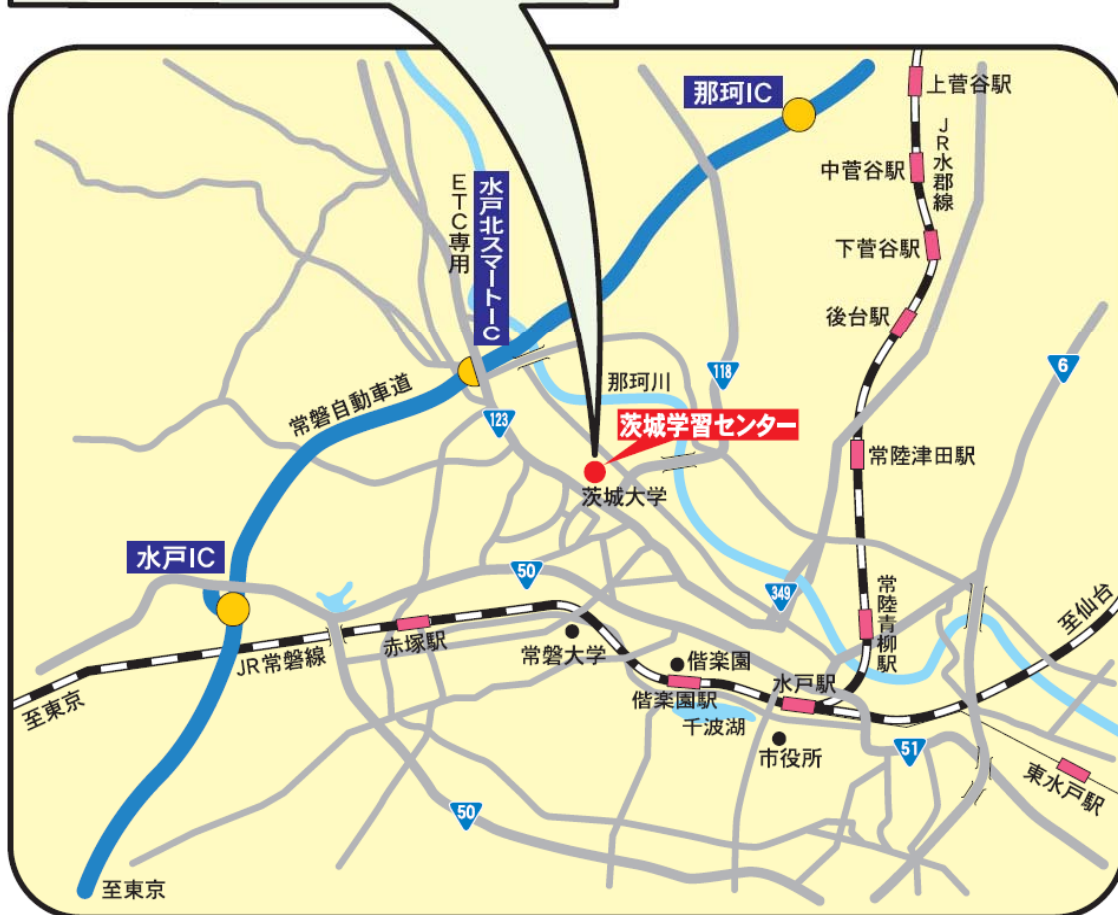 那珂IC
上菅谷駅
JR水郡線
中菅谷駅
水戸北スマートIC
ETC専用
下菅谷駅
後台駅
6
118
那珂川
常磐自動車道
123
茨城学習センター
常陸津田駅
茨城大学
水戸IC
50
349
常陸青柳駅
至仙台
赤塚駅
常磐大学
JR常磐線
偕楽園
水戸駅
偕楽園駅
至東京
千波湖
市役所
51
東水戸駅
50
至東京